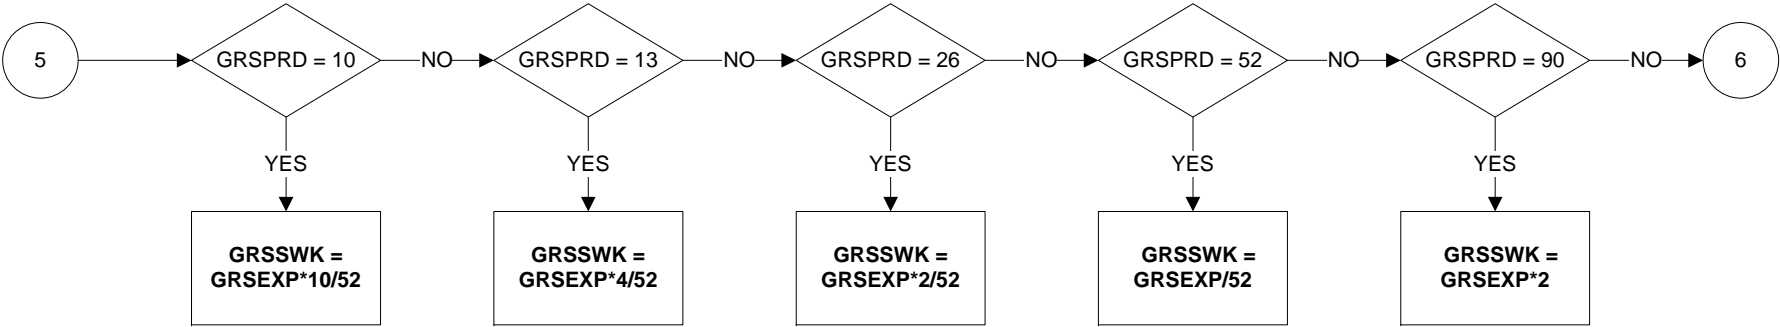 5
GRSPRD = 10
NO
GRSPRD = 13
NO
GRSPRD = 26
NO
GRSPRD = 52
NO
GRSPRD = 90
NO
6
YES
YES
YES
YES
YES
GRSSWK =
GRSEXP*10/52
GRSSWK =
GRSEXP*4/52
GRSSWK =
GRSEXP*2/52
GRSSWK =
GRSEXP/52
GRSSWK =
GRSEXP*2